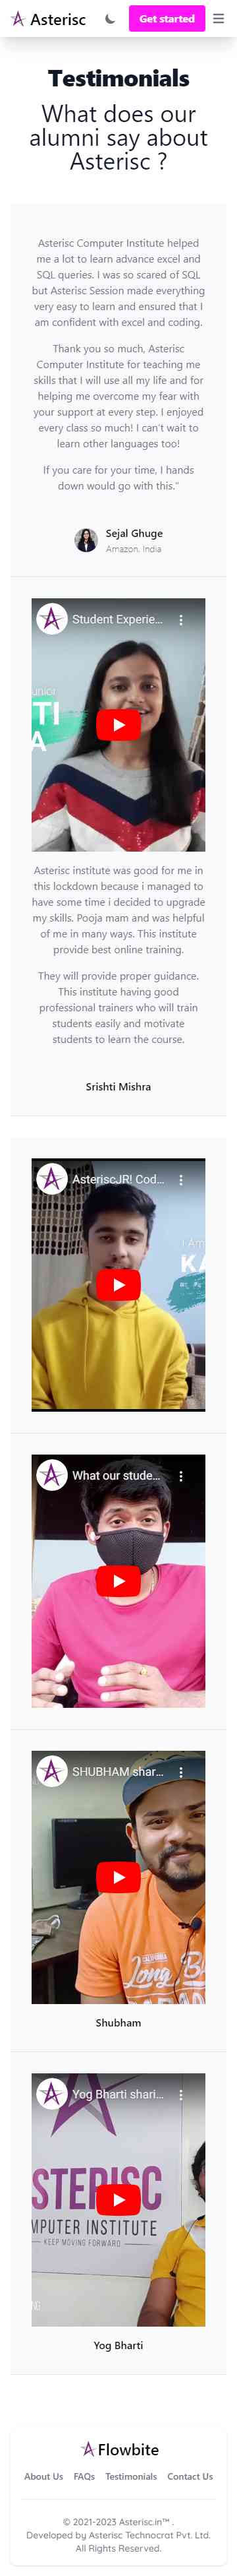 Asterisc
Get started
Testimonials
What does our
alumni say about
Asterisc ?
Asterisc Computer Institute helped
me a lot to learn advance excel and
SQL queries. I was so scared of SQL
but Asterisc Session made everything
very easy to learn and ensured that I
am confident with excel and coding.
Thank you so much, Asterisc
Computer Institute for teaching me
skills that I will use all my life and for
helping me overcome my fear with
your support at every step. I enjoyed
every class so much! I can't wait to
learn other languages too!
If you care for your time, I hands
down would go with this."
Sejal Ghuge
Amazon, India
Student Experie...
unior
TI
A
Asterisc institute was good for me in
this lockdown because i managed to
have some time i decided to upgrade
my skills. Pooja mam and was helpful
of me in many ways. This institute
provide best online training.
They will provide proper guidance.
This institute having good
professional trainers who will train
students easily and motivate
students to learn the course.
Srishti Mishra
AsteriscJR! Cod...
I Am
KA
What our stude...
SHUBHAM shar...
Shubham
Yog Bharti shari...
STERISC
OMPUTER INSTITUTE
KEEP MOVING FORWARD
Yog Bharti
Flowbite
About Us FAQs Testimonials Contact Us
© 2021-2023 Asterisc.in™ .
Developed by Asterisc Technocrat Pvt. Ltd.
All Rights Reserved.